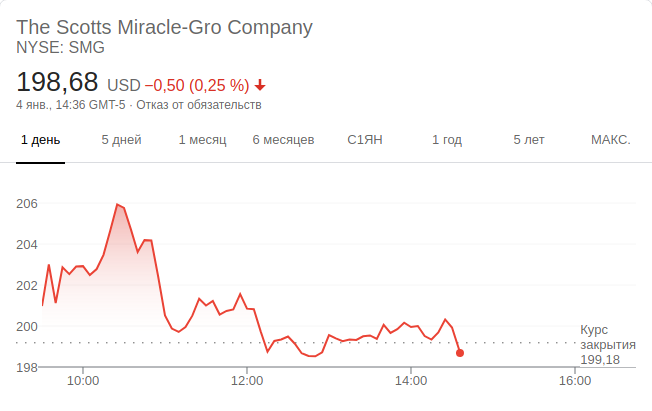 The Scotts Miracle-Gro Company
NYSE: SMG
198,68 USD −0,50 (0,25 %)
4 янв., 14:36 GMT-5 · Отказ от обязательств
1 день 5 дней 1 месяц 6 месяцев С1ЯН 1 год 5 лет МАКС.
206
204
202
200
198
Курс
закрытия
199,18
10:00 12:00 14:00 16:00